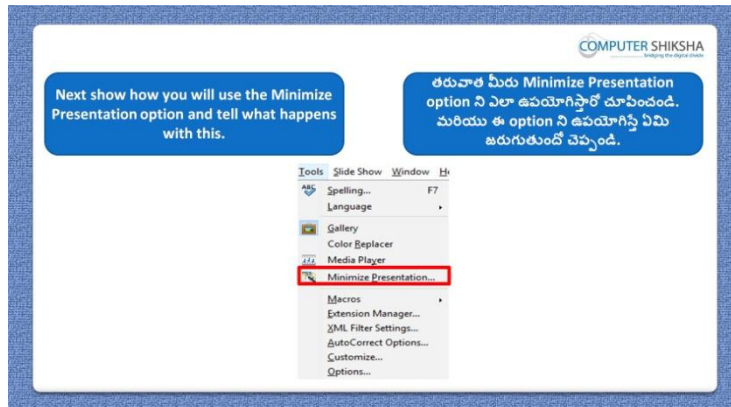 COMPUTER SHIKSHA
bridging the digital divide
Next show how you will use the Minimize
Presentation option and tell what happens
with this.
తరువాత మీరు Minimize Presentation
option ని ఎలా ఉపయోగిస్తారో చూపించండి.
మరియు ఈ option ని ఉపయోగిస్తే ఏమి
జరుగుతుందో చెప్పండి.
Tools Slide Show Window He
ABC Spelling... F7
Language
Gallery
Color Replacer
Media Player
Minimize Presentation...
Macros
Extension Manager...
XML Filter Settings...
AutoCorrect Options...
Customize...
Options...